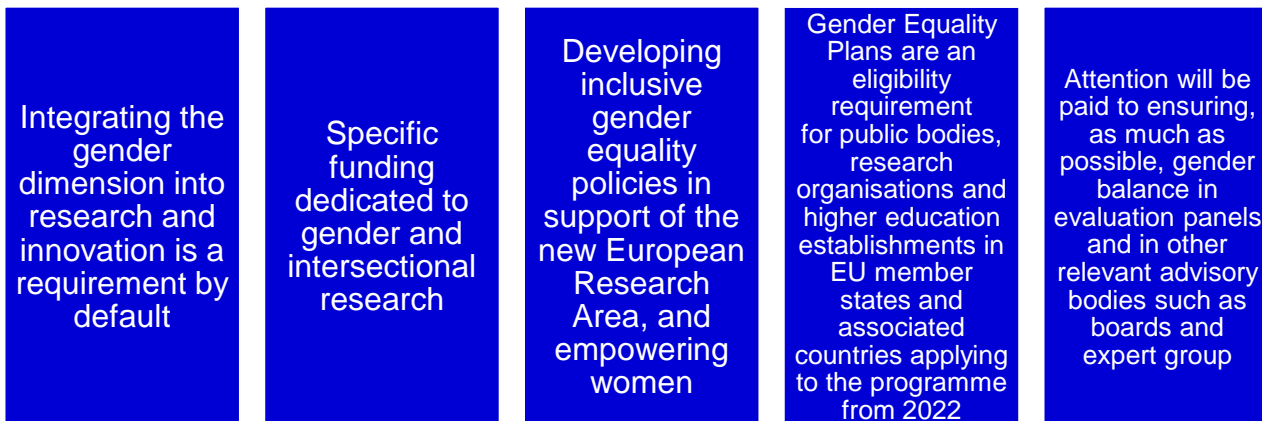 Integrating the
gender
dimension into
research and
innovation is a
requirement by
default
Specific
funding
dedicated to
gender and
intersectional
research
Developing
inclusive
gender
equality
policies in
support of the
new European
Research
Area, and
empowering
women
Gender Equality
Plans are an
eligibility
requirement
for public bodies,
research
organisations and
higher education
establishments in
EU member
states and
associated
countries applying
to the programme
from 2022
Attention will be
paid to ensuring,
as much as
possible, gender
balance in
evaluation panels
and in other
relevant advisory
bodies such as
boards and
expert group